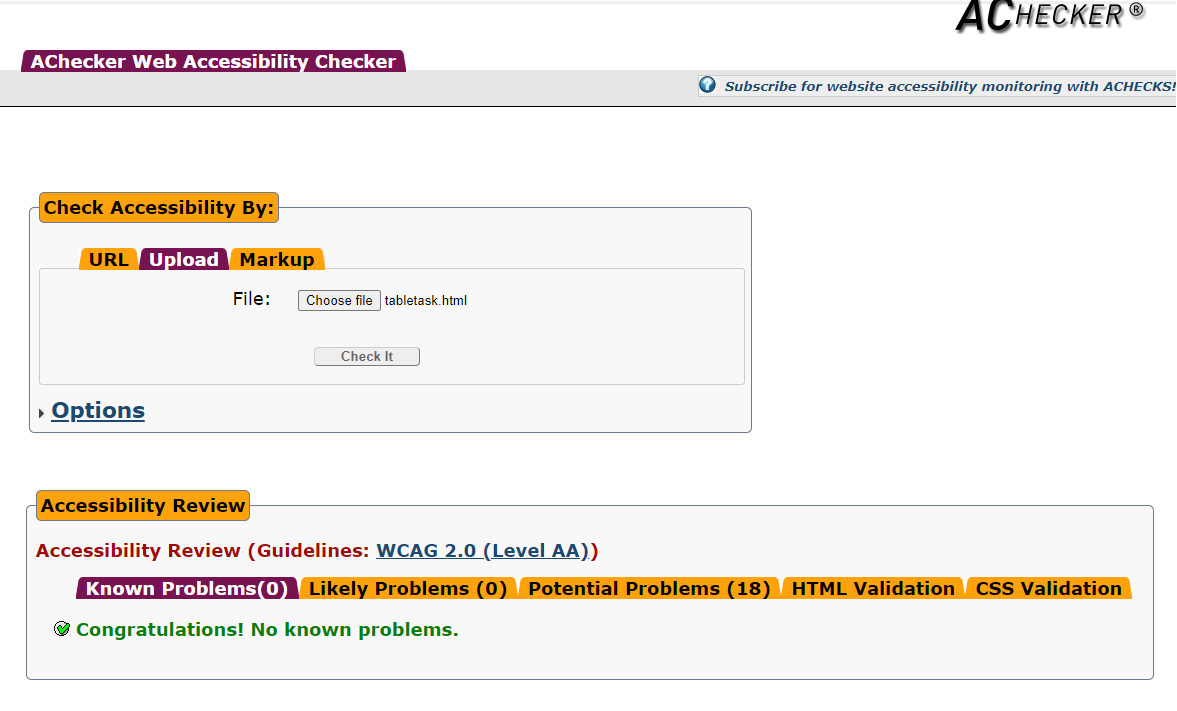 ACHECKER®
AChecker Web Accessibility Checker
Subscribe for website accessibility monitoring with ACHECKS!
Check Accessibility By:
URL Upload Markup
File: Choose file tabletask.html
Check It
Options
Accessibility Review
Accessibility Review (Guidelines: WCAG 2.0 (Level AA))
Known Problems(0) Likely Problems (0) Potential Problems (18) HTML Validation CSS Validation
Congratulations! No known problems.